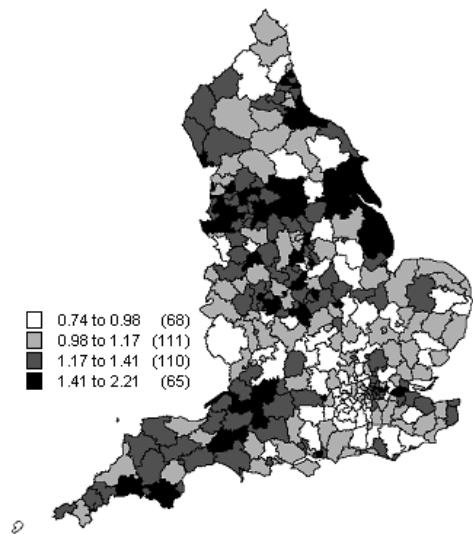 0.74 to 0.98 (68)
0.98 to 1.17 (111)
1.17 to 1.41 (110)
1.41 to 2.21 (65)